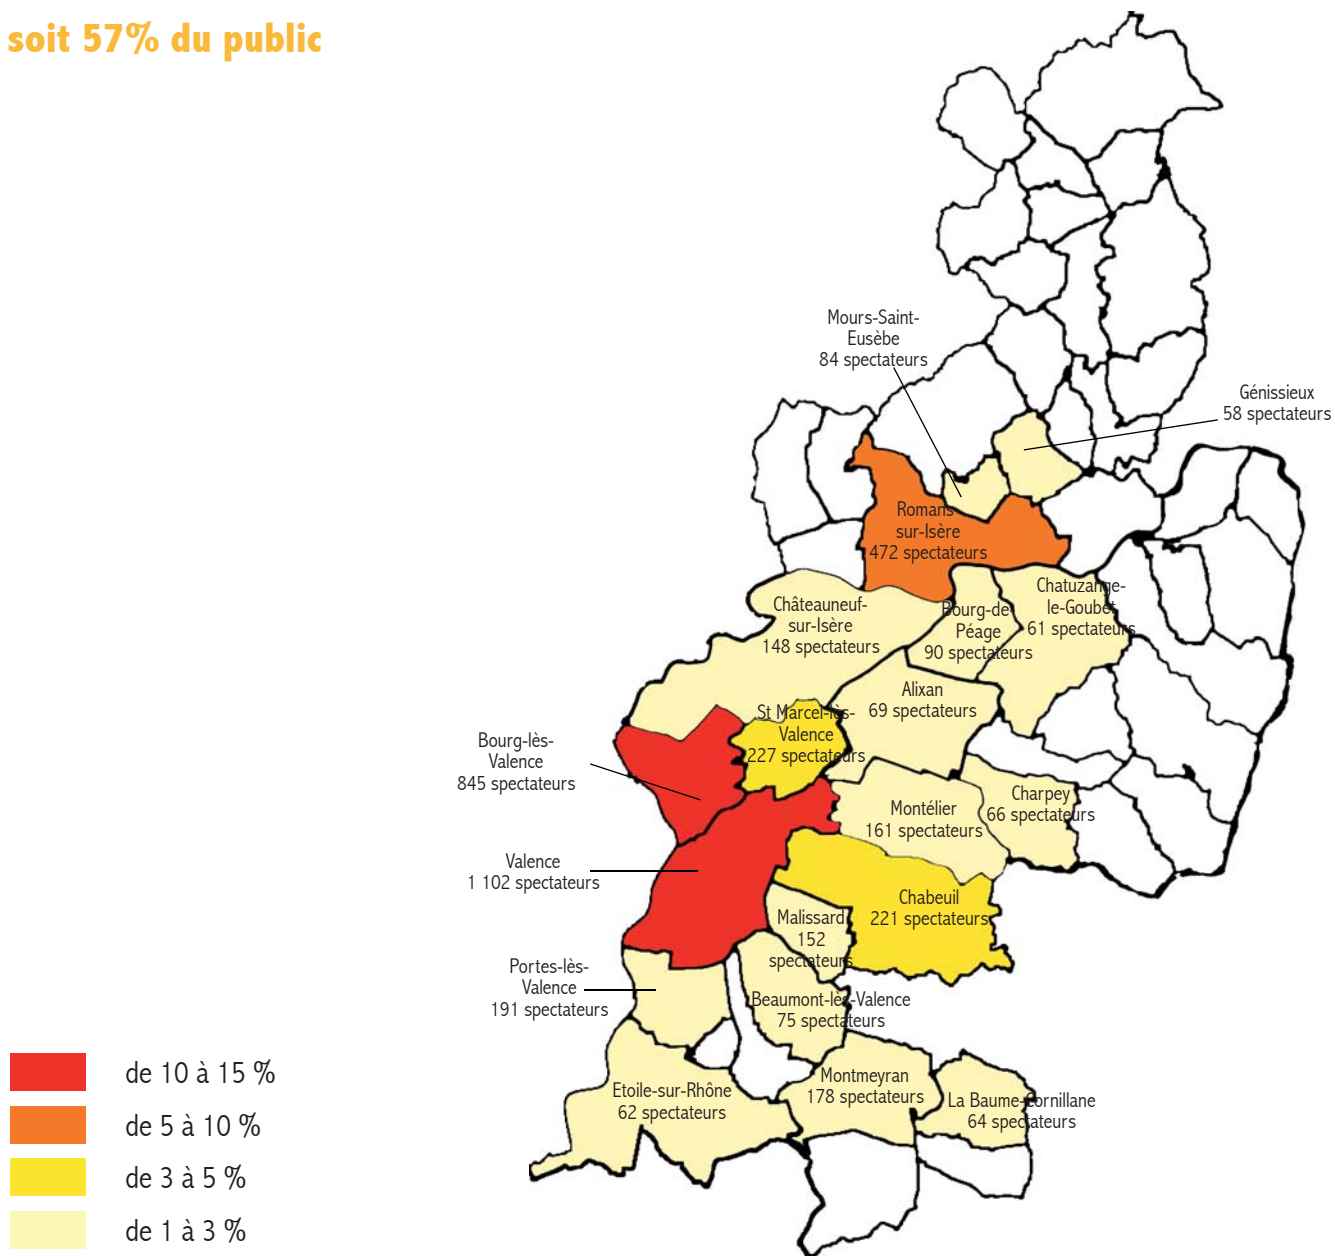 soit 57% du public
Mours-Saint-
Eusèbe
84 spectateurs
Génissieux
58 spectateurs
Romans-
sur-Isère
472 spectateurs
Châteauneuf-
sur-Isère
148 spectateurs
Bourg-de-
Péage
90 spectateurs
Chatuzange-
le-Goubet
61 spectateurs
Alixan
69 spectateurs
St Marcel-lès-
Valence
227 spectateurs
Bourg-lès-
Valence
845 spectateurs
Montélier
161 spectateurs
Charpey
66 spectateurs
Valence
1 102 spectateurs
Chabeuil
221 spectateurs
Malissard
152
spectateurs
Portes-lès-
Valence
191 spectateurs
Beaumont-lès-Valence
75 spectateurs
Etoile-sur-Rhône
62 spectateurs
Montmeyran
178 spectateurs
La Baume-Cornillane
64 spectateurs
de 10 à 15 %
de 5 à 10 %
de 3 à 5 %
de 1 à 3 %